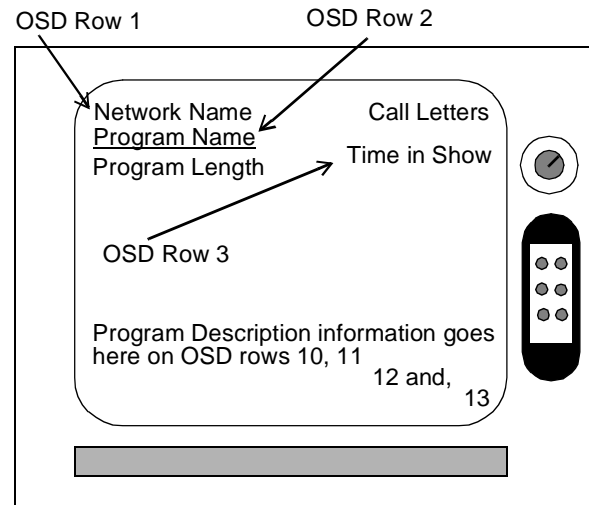 OSD Row 1
OSD Row 2
Network Name
Call Letters
Program Name
Program Length
Time in Show
OSD Row 3
Program Description information goes
here on OSD rows 10, 11
12 and,
13